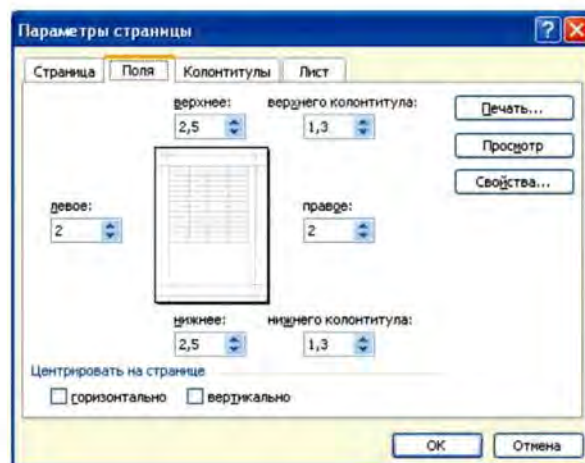 Параметры страницы
Страница Поля Колонтитулы Лист
верхнее: верхнего колонтитула:
2,5 1,3
Печать...
Просмотр
Свойства...
левое: правое:
2 2
нижнее: нижнего колонтитула:
2,5 1,3
Центрировать на странице
горизонтально вертикально
ОК Отмена